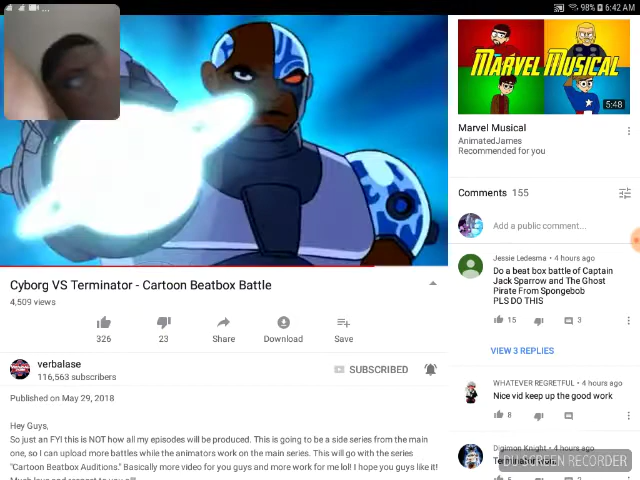 98% 6:42 AM
MARVEL MUSICAL
5:48
Marvel Musical
AnimatedJames
Recommended for you
Comments 155
Add a public comment...
Jessie Ledesma • 4 hours ago
Do a beat box battle of Captain
Jack Sparrow and The Ghost
Pirate From Spongebob
PLS DO THIS
15 3
VIEW 3 REPLIES
WHATEVER REGRETFUL • 4 hours ago
Nice vid keep up the good work
8
Digimon Knight • 4 hours ago
DU SCREEN RECORDER
Cyborg VS Terminator - Cartoon Beatbox Battle
4,509 views
326 23 Share Download Save
verbalase
116,563 subscribers
SUBSCRIBED
Published on May 29, 2018
Hey Guys,
So just an FYI this is NOT how all my episodes will be produced. This is going to be a side series from the main
one, so I can upload more battles while the animators work on the main series. This will go with the series
"Cartoon Beatbox Auditions." Basically more video for you guys and more work for me lol! I hope you guys like it!